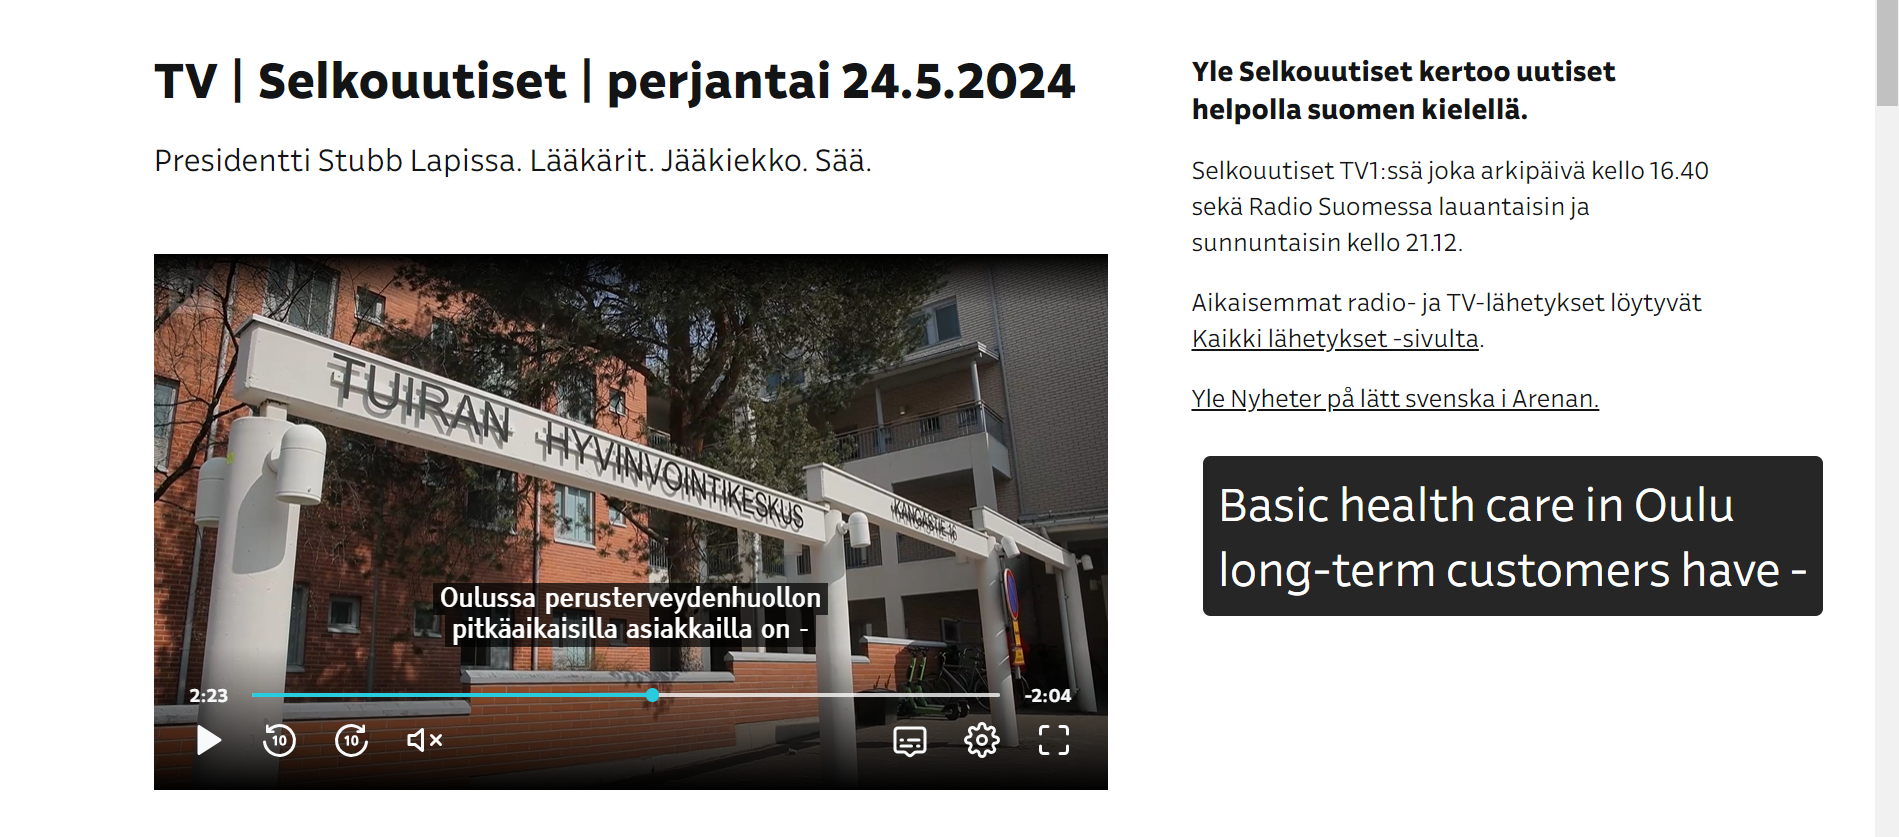 TV | Selkouutiset | perjantai 24.5.2024
Presidentti Stubb Lapissa. Lääkärit. Jääkiekko. Sää.
TUIRAN HYVINVOINTIKESKUS
KANGASTIE 16
Oulussa perusterveydenhuollon
pitkäaikaisilla asiakkailla on -
2:23
-2:04
10
10
Yle Selkouutiset kertoo uutiset
helpolla suomen kielellä.
Selkouutiset TV1:ssä joka arkipäivä kello 16.40
sekä Radio Suomessa lauantaisin ja
sunnuntaisin kello 21.12.
Aikaisemmat radio- ja TV-lähetykset löytyvät
Kaikki lähetykset -sivulta.
Yle Nyheter på lätt svenska i Arenan.
Basic health care in Oulu
long-term customers have -